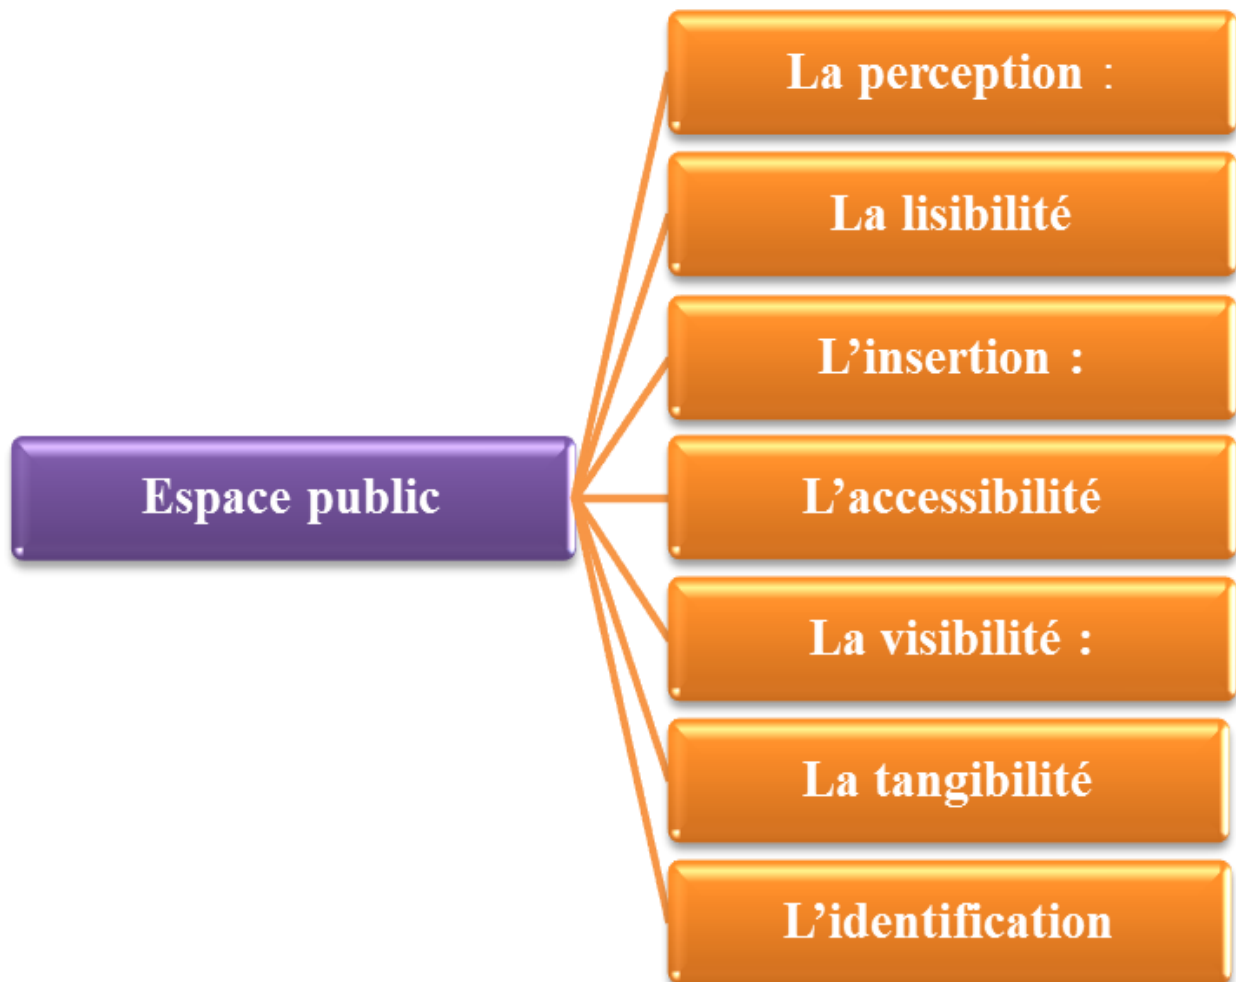 La perception :
La lisibilité
L’insertion :
Espace public
L’accessibilité
La visibilité :
La tangibilité
L’identification